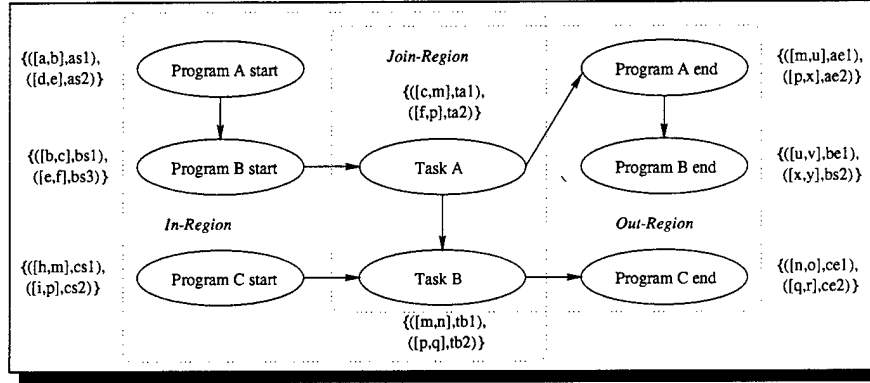 {([a,b],as1),
([d,e],as2)}
Program A start
Join-Region
{([c,m],ta1),
([f,p],ta2)}
Program A end
{([m,u],ae1),
([p,x],ae2)}
{([b,c],bs1),
([e,f],bs3)}
Program B start
Task A
Program B end
{([u,v],be1),
([x,y],bs2)}
In-Region
Out-Region
{([h,m],cs1),
([i,p],cs2)}
Program C start
Task B
Program C end
{([n,o],ce1),
([q,r],ce2)}
{([m,n],tb1),
([p,q],tb2)}